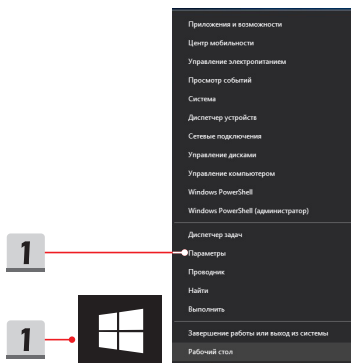 Приложения и возможности
Центр мобильности
Управление электропитанием
Просмотр событий
Система
Диспетчер устройств
Сетевые подключения
Управление дисками
Управление компьютером
Windows PowerShell
Windows PowerShell (администратор)
Диспетчер задач
1
Параметры
Проводник
Найти
Выполнить
1
Завершение работы или выход из системы
Рабочий стол